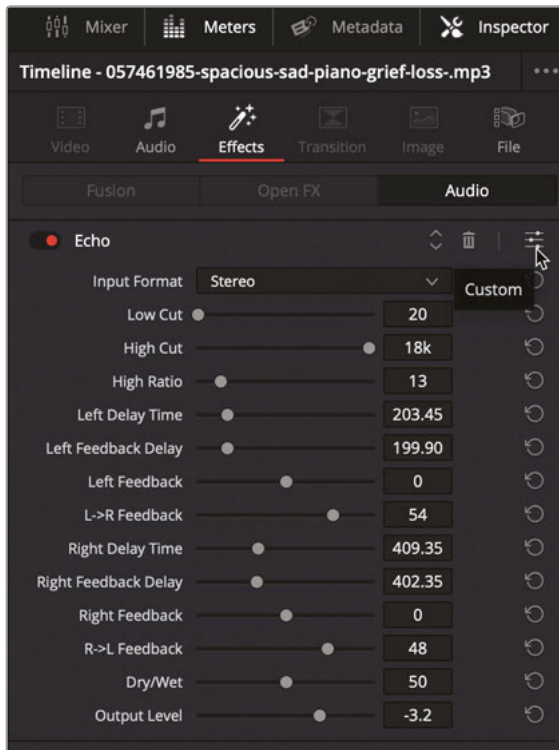 Mixer Meters Metadata Inspector
Timeline - 057461985-spacious-sad-piano-grief-loss-.mp3
Video Audio Effects Transition Image File
Fusion Open FX Audio
Echo
Input Format Stereo
Custom
Low Cut 20
High Cut 18k
High Ratio 13
Left Delay Time 203.45
Left Feedback Delay 199.90
Left Feedback 0
L->R Feedback 54
Right Delay Time 409.35
Right Feedback Delay 402.35
Right Feedback 0
R->L Feedback 48
Dry/Wet 50
Output Level -3.2